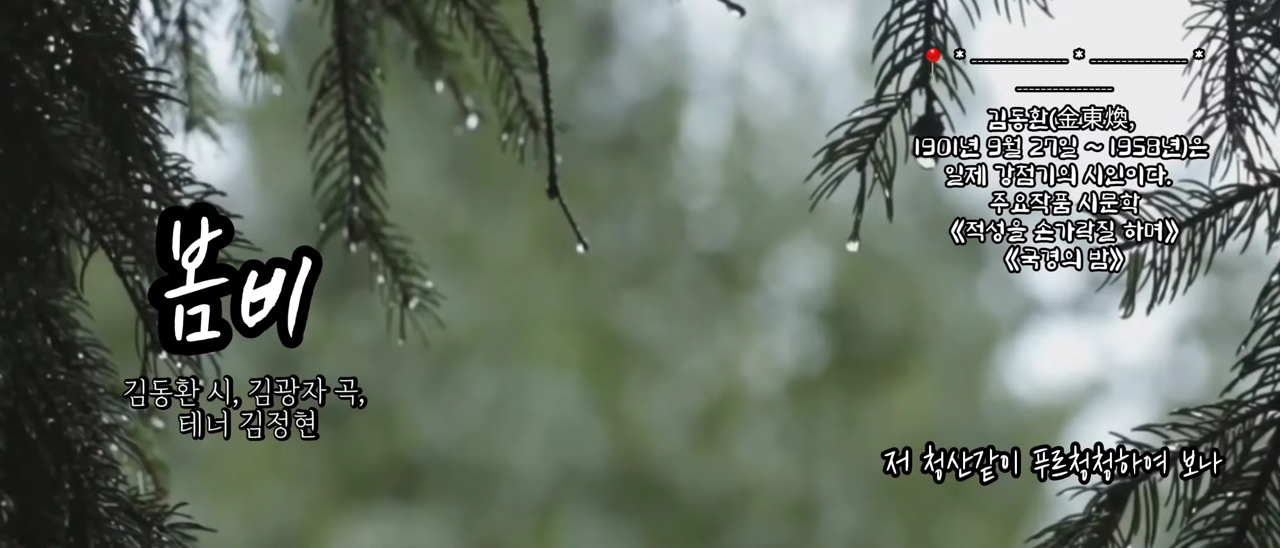 봄비
김동환 시, 김광자 곡,
테너 김정현
* ---------------- * ---------------- *
----------------
김동환(金東煥,
1901년 9월 27일 ~ 1958년)은
일제 강점기의 시인이다.
주요작품 시문학
《적성을 손가락질 하며》
《국경의 밤》
저 청산같이 푸르청청하여 보나